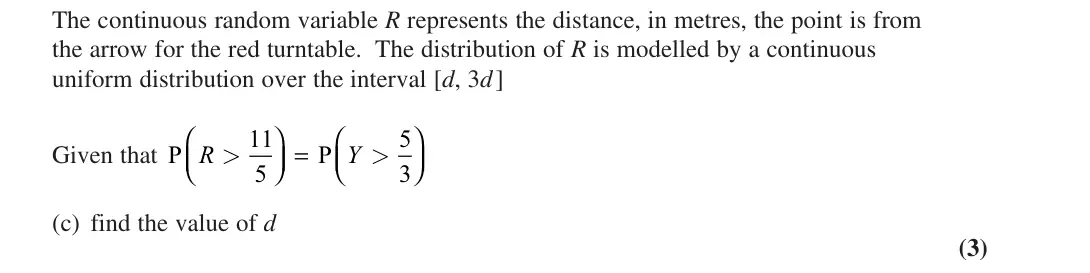 The continuous random variable R represents the distance, in metres, the point is from
the arrow for the red turntable. The distribution of R is modelled by a continuous
uniform distribution over the interval [d, 3d]
Given that P(R > 11/5) = P(Y > 5/3)
(c) find the value of d
(3)